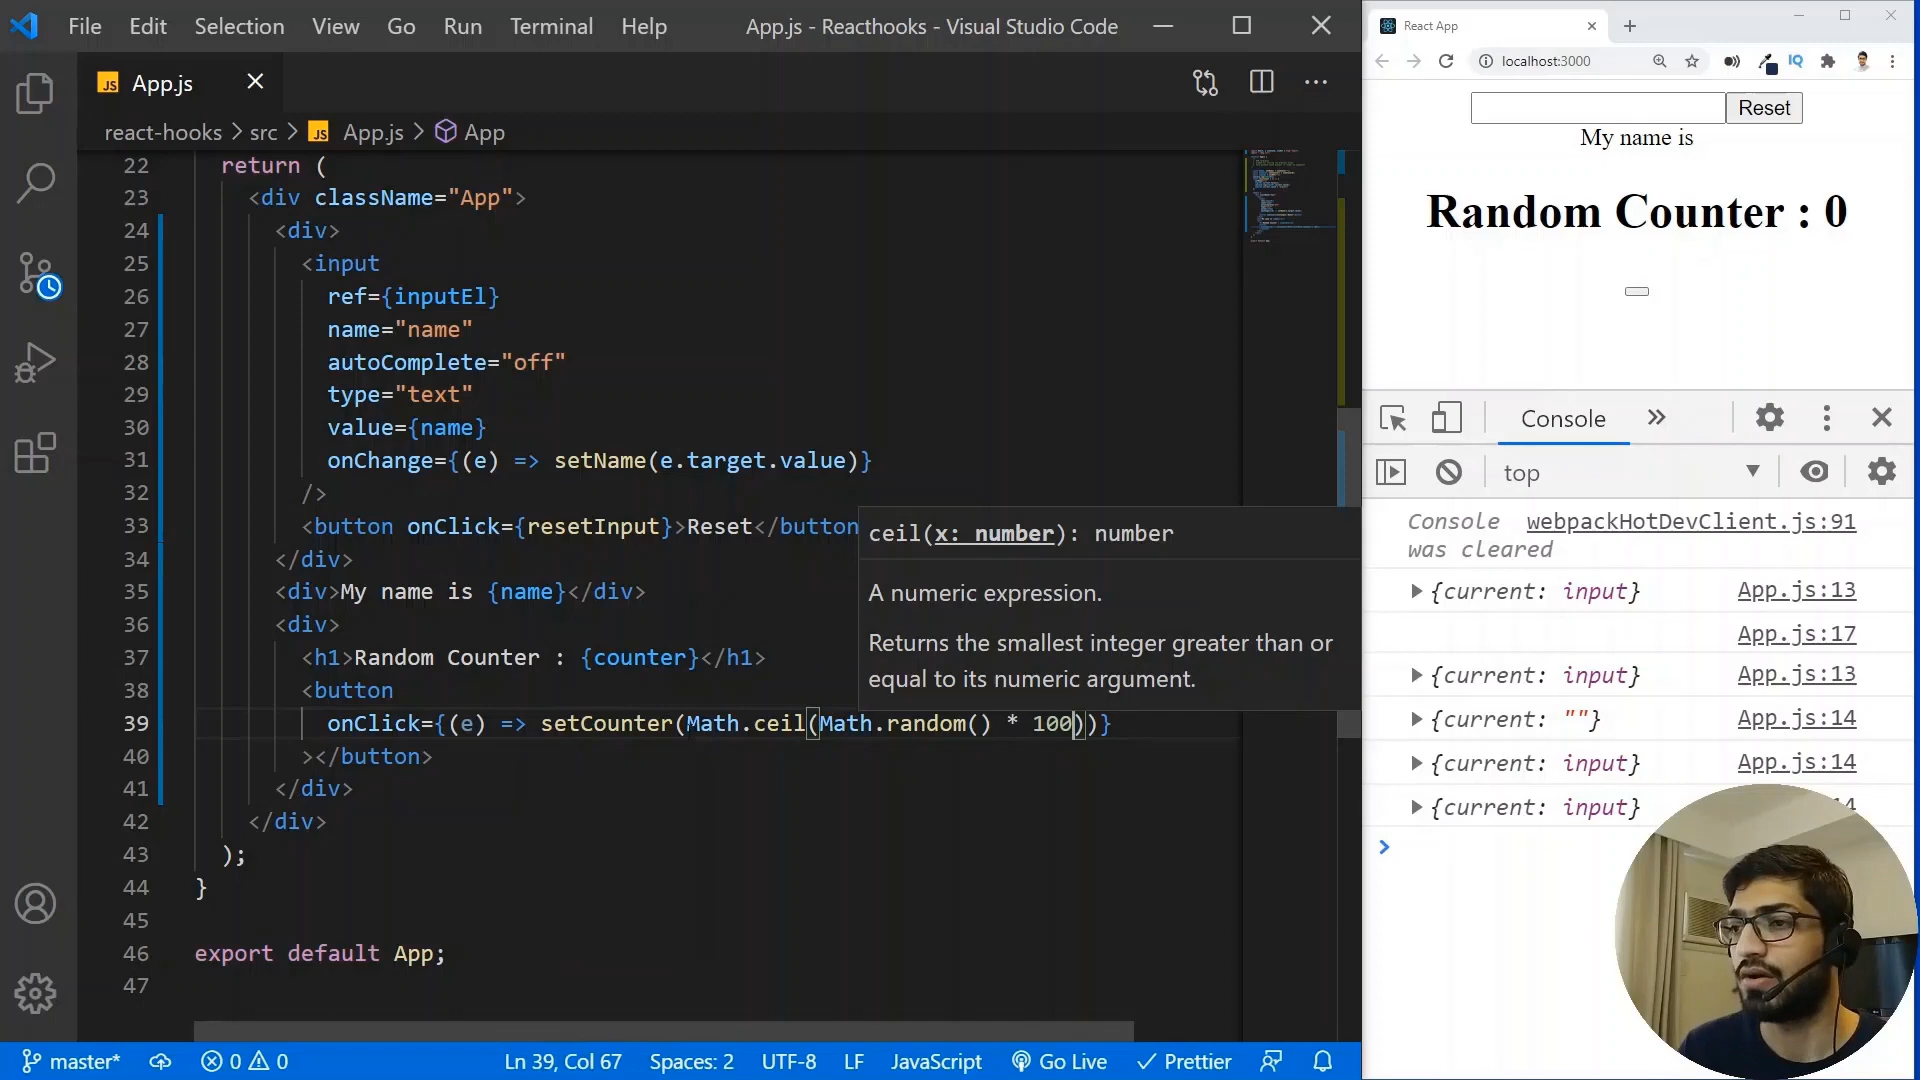 File Edit Selection View Go Run Terminal Help App.js - Reacthooks - Visual Studio Code
JS App.js
react-hooks > src > JS App.js > App
22 return (
23 <div className="App">
24 <div>
25 <input
26 ref={inputEl}
27 name="name"
28 autoComplete="off"
29 type="text"
30 value={name}
31 onChange={(e) => setName(e.target.value)}
32 />
33 <button onClick={resetInput}>Reset</button
34 </div>
35 <div>My name is {name}</div>
36 <div>
37 <h1>Random Counter : {counter}</h1>
38 <button
39 onClick={(e) => setCounter(Math.ceil(Math.random() * 100))}
40 ></button>
41 </div>
42 </div>
43 );
44 }
45
46 export default App;
47
ceil(x: number): number
A numeric expression.
Returns the smallest integer greater than or
equal to its numeric argument.
master* 0 0 Ln 39, Col 67 Spaces: 2 UTF-8 LF JavaScript Go Live Prettier
React App
localhost:3000 IQ
Reset
My name is
Random Counter : 0
Console
top
Console webpackHotDevClient.js:91
was cleared
{current: input} App.js:13
App.js:17
{current: input} App.js:13
{current: ""} App.js:14
{current: input} App.js:14
{current: input} 4